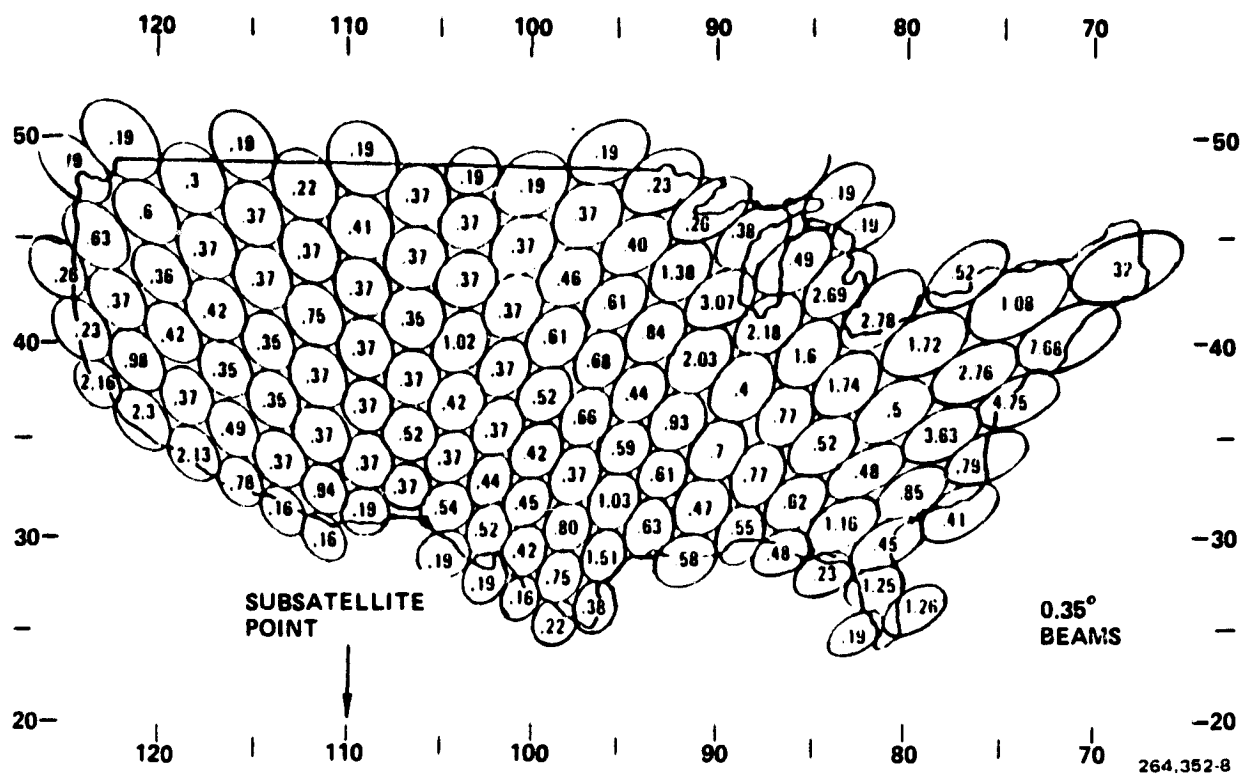 120 | 110 | 100 | 90 | 80 | 70
50— —50
.19 .19 .19 .19
.19 .3 .22 .37 .19 .19 .23 .19
.6 .37 .41 .37 .37 .26 .38 .19
.63 .37 .37 .37 .37 .40 .49 .52 .32
.26 .36 .37 .37 .37 .46 1.38 2.69 1.08
.37 .42 .75 .35 .37 .61 3.07 2.18 2.78
40— —40
.23 .42 .35 .37 1.02 .61 .84 1.6 1.72 7.68
.98 .35 .37 .37 .37 .68 2.03 1.74 2.76
2.16 .37 .35 .37 .42 .52 .44 .4 .5 4.75
2.3 .49 .37 .52 .37 .66 .93 .77 .52 3.63
2.13 .37 .37 .37 .42 .59 .7 .48 .79
.78 .94 .37 .44 .37 .61 .77 .85
.16 .19 .54 .45 1.03 .47 .62 .41
30— —30
.16 .52 .80 .63 .55 1.16 .45
.19 .42 1.51 .58 .48
.19 .75 .23 1.25
.16 .38 1.26
.22 .19
SUBSATELLITE
POINT
0.35°
BEAMS
20— —20
120 | 110 | 100 | 90 | 80 | 70
264,352-8